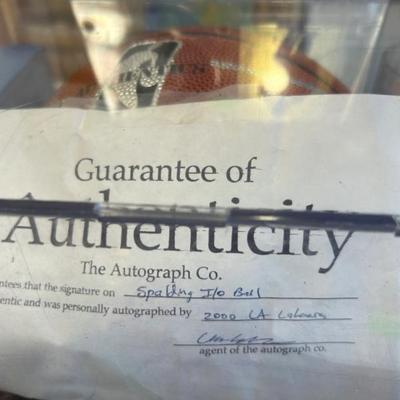 Guarantee of
Authenticity
The Autograph Co.
ntees that the signature on Spalding I/O Ball
entic and was personally autographed by 2000 LA
agent of the autograph co.